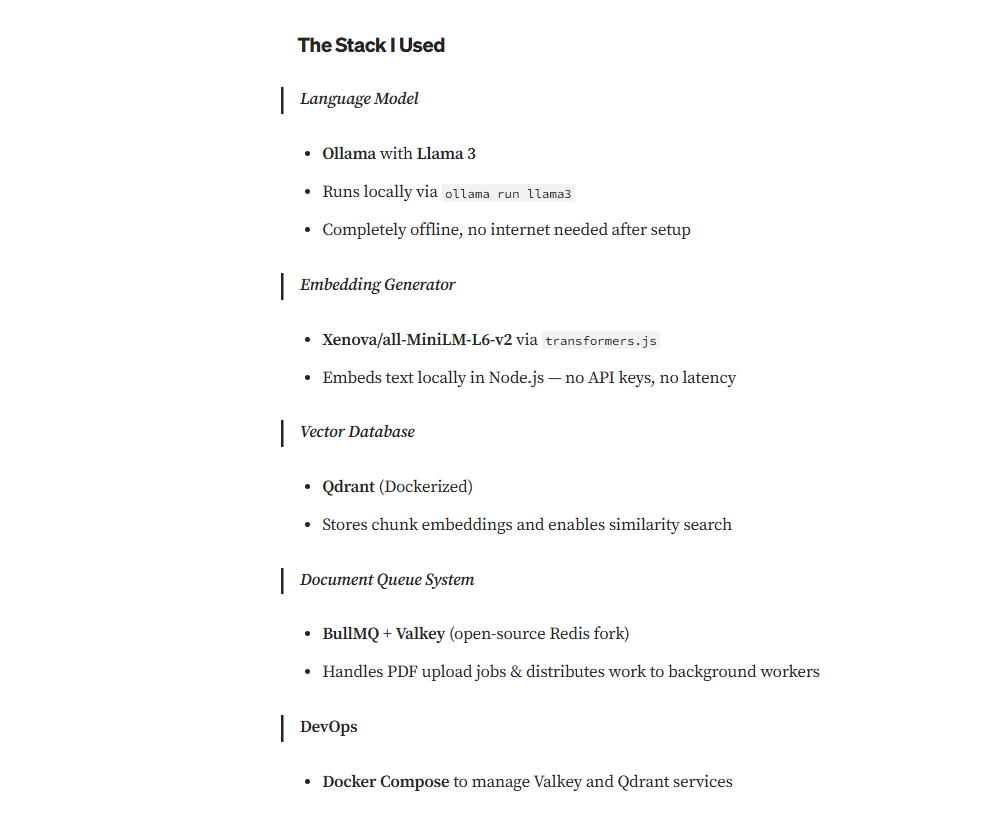 The Stack I Used
Language Model
• Ollama with Llama 3
• Runs locally via ollama run llama3
• Completely offline, no internet needed after setup
Embedding Generator
• Xenova/all-MiniLM-L6-v2 via transformers.js
• Embeds text locally in Node.js — no API keys, no latency
Vector Database
• Qdrant (Dockerized)
• Stores chunk embeddings and enables similarity search
Document Queue System
• BullMQ + Valkey (open-source Redis fork)
• Handles PDF upload jobs & distributes work to background workers
DevOps
• Docker Compose to manage Valkey and Qdrant services